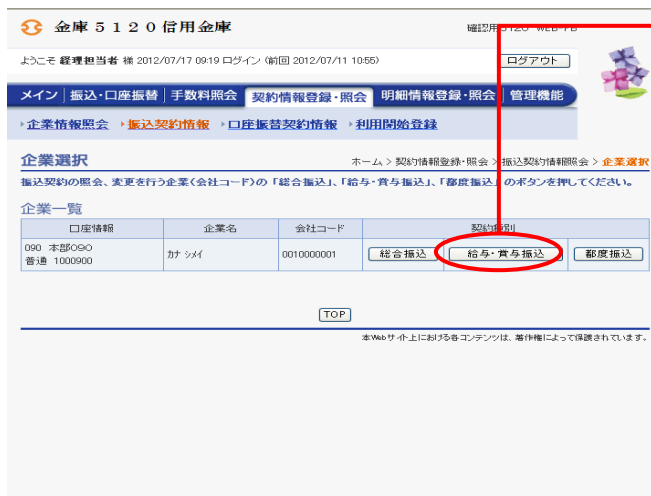 金庫５１２０信用金庫
確認用5120 WEB-FB
ようこそ 経理担当者 様 2012/07/17 09:19 ログイン (前回 2012/07/11 10:55)
ログアウト
メイン 振込・口座振替 手数料照会 契約情報登録・照会 明細情報登録・照会 管理機能
企業情報照会 振込契約情報 口座振替契約情報 利用開始登録
企業選択
ホーム > 契約情報登録・照会 > 振込契約情報照会 > 企業選択
振込契約の照会、変更を行う企業(会社コード)の「総合振込」、「給与・賞与振込」、「都度振込」のボタンを押してください。
企業一覧
口座情報 企業名 会社コード 契約種別
090 本部０９０ ｶﾅ ｼﾒｲ 0010000001 総合振込 給与・賞与振込 都度振込
普通 1000900
TOP
本Webサイト上における各コンテンツは、著作権によって保護されています。